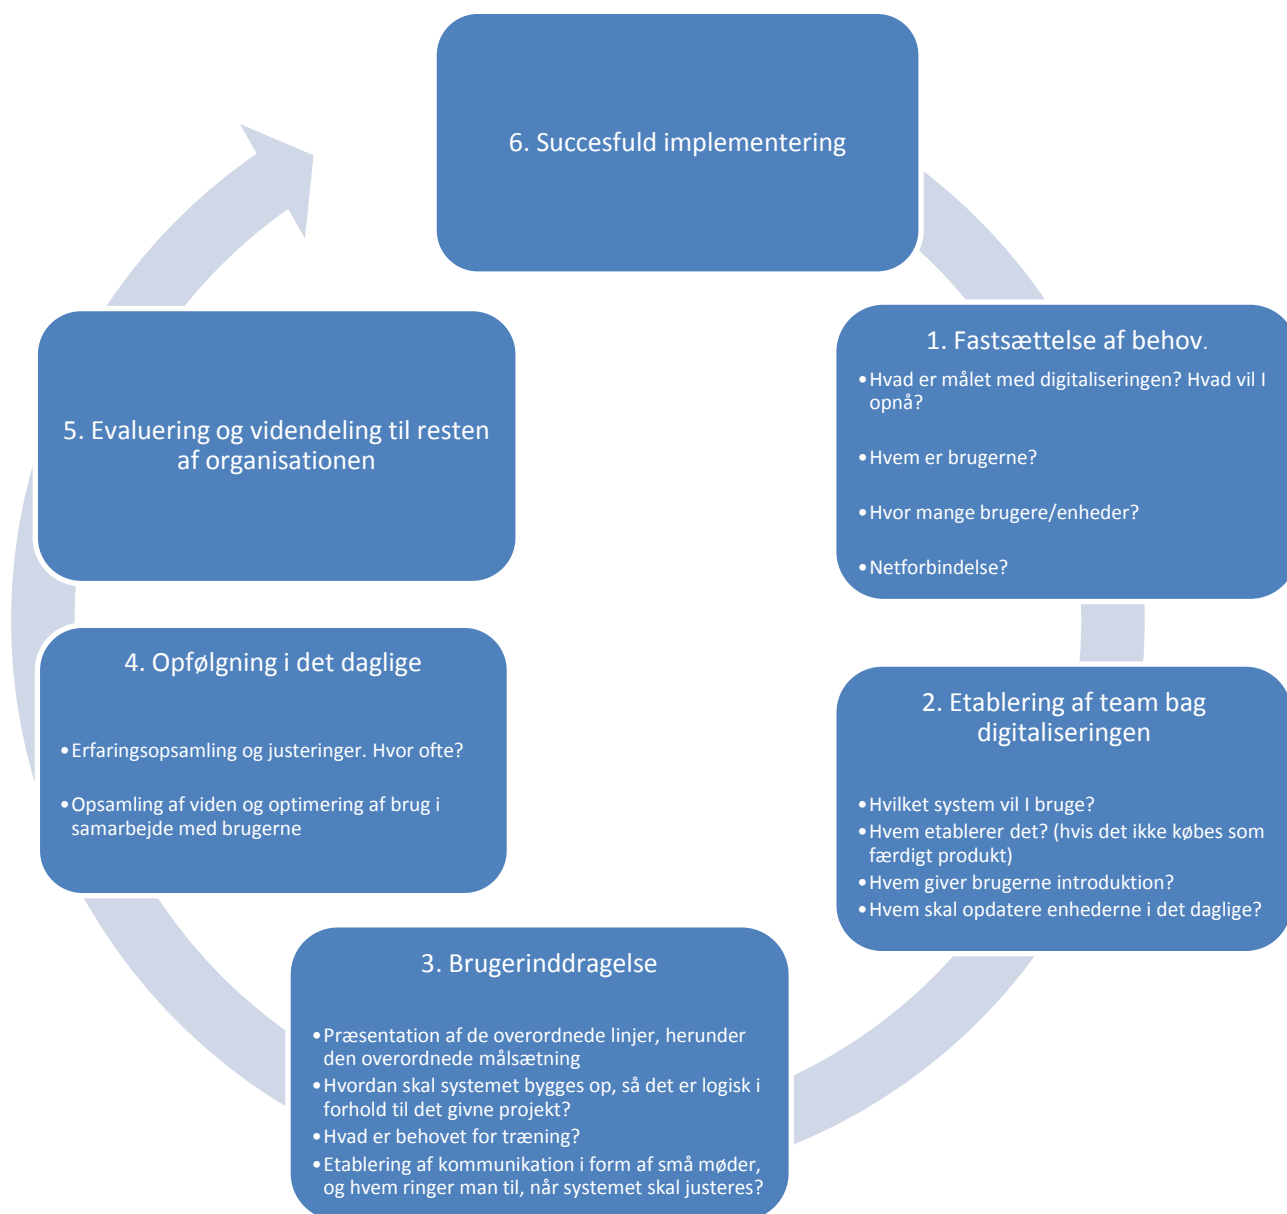 6. Succesfuld implementering
1. Fastsættelse af behov.
•Hvad er målet med digitaliseringen? Hvad vil I
opnå?
•Hvem er brugerne?
•Hvor mange brugere/enheder?
•Netforbindelse?
2. Etablering af team bag
digitaliseringen
•Hvilket system vil I bruge?
•Hvem etablerer det? (hvis det ikke købes som
færdigt produkt)
•Hvem giver brugerne introduktion?
•Hvem skal opdatere enhederne i det daglige?
3. Brugerinddragelse
•Præsentation af de overordnede linjer, herunder
den overordnede målsætning
•Hvordan skal systemet bygges op, så det er logisk i
forhold til det givne projekt?
•Hvad er behovet for træning?
•Etablering af kommunikation i form af små møder,
og hvem ringer man til, når systemet skal justeres?
4. Opfølgning i det daglige
•Erfaringsopsamling og justeringer. Hvor ofte?
•Opsamling af viden og optimering af brug i
samarbejde med brugerne
5. Evaluering og videndeling til resten
af organisationen